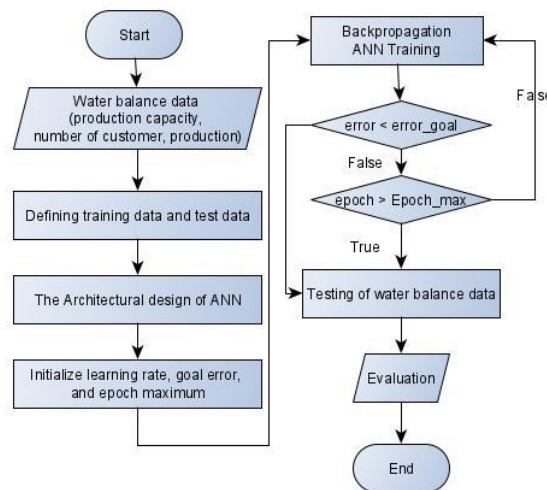 Start
Water balance data
(production capacity,
number of customer, production)
Defining training data and test data
The Architectural design of ANN
Initialize learning rate, goal error,
and epoch maximum
Backpropagation
ANN Training
False
error < error_goal
False
epoch > Epoch_max
True
Testing of water balance data
Evaluation
End